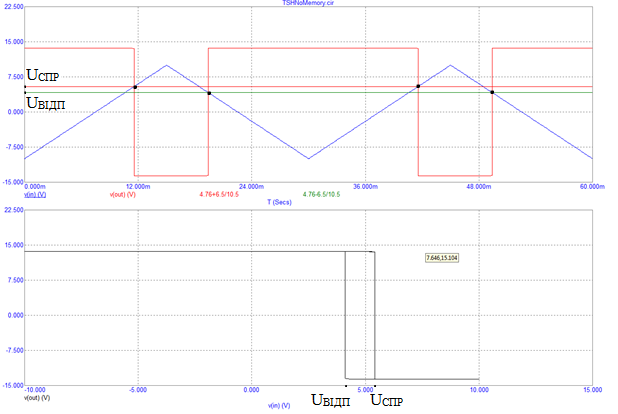 TSHNoMemory.cir
22.500
15.000
UСПР
7.500
UВІДП
0.000
-7.500
-15.000
0.000m 12.000m 24.000m 36.000m 48.000m 60.000m
v(in) (V) v(out) (V) 4.76+6.5/10.5 4.76-6.5/10.5
T (Secs)
22.500
15.000
7.646,15.104
7.500
0.000
-7.500
-15.000
-10.000 -5.000 0.000 5.000 10.000 15.000
v(out) (V)
UВІДП UСПР
v(in) (V)